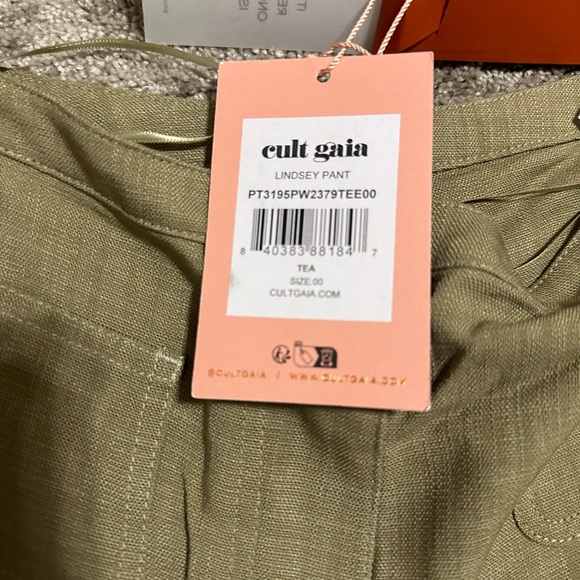 cult gaia
LINDSEY PANT
PT3195PW2379TEE00
8 40383 88184 7
TEA
SIZE:00
CULTGAIA.COM
@CULTGAIA / WWW.CULTGAIA.COM